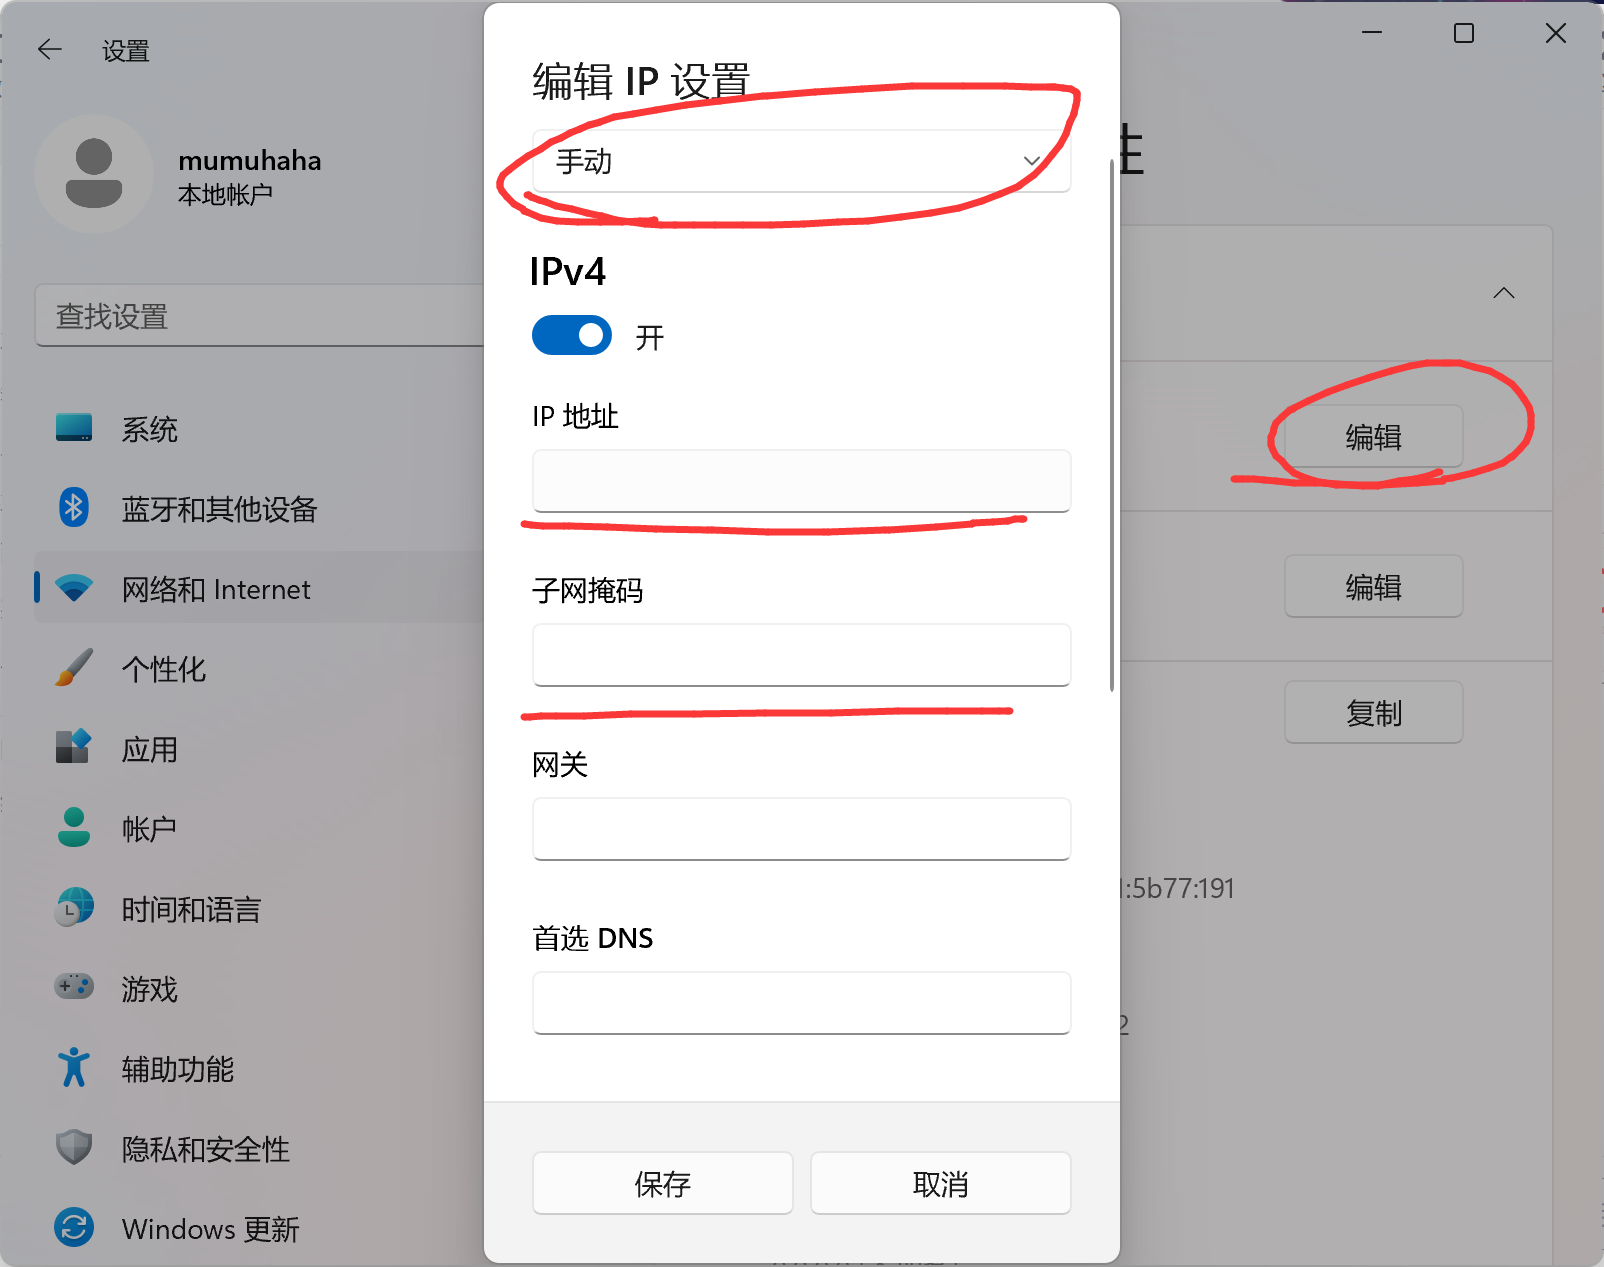 设置
mumuhaha
本地帐户
查找设置
系统
蓝牙和其他设备
网络和 Internet
个性化
应用
帐户
时间和语言
游戏
辅助功能
隐私和安全性
Windows 更新
编辑 IP 设置
手动
IPv4
开
IP 地址
子网掩码
网关
首选 DNS
保存
取消
性
编辑
编辑
复制
:5b77:191
2